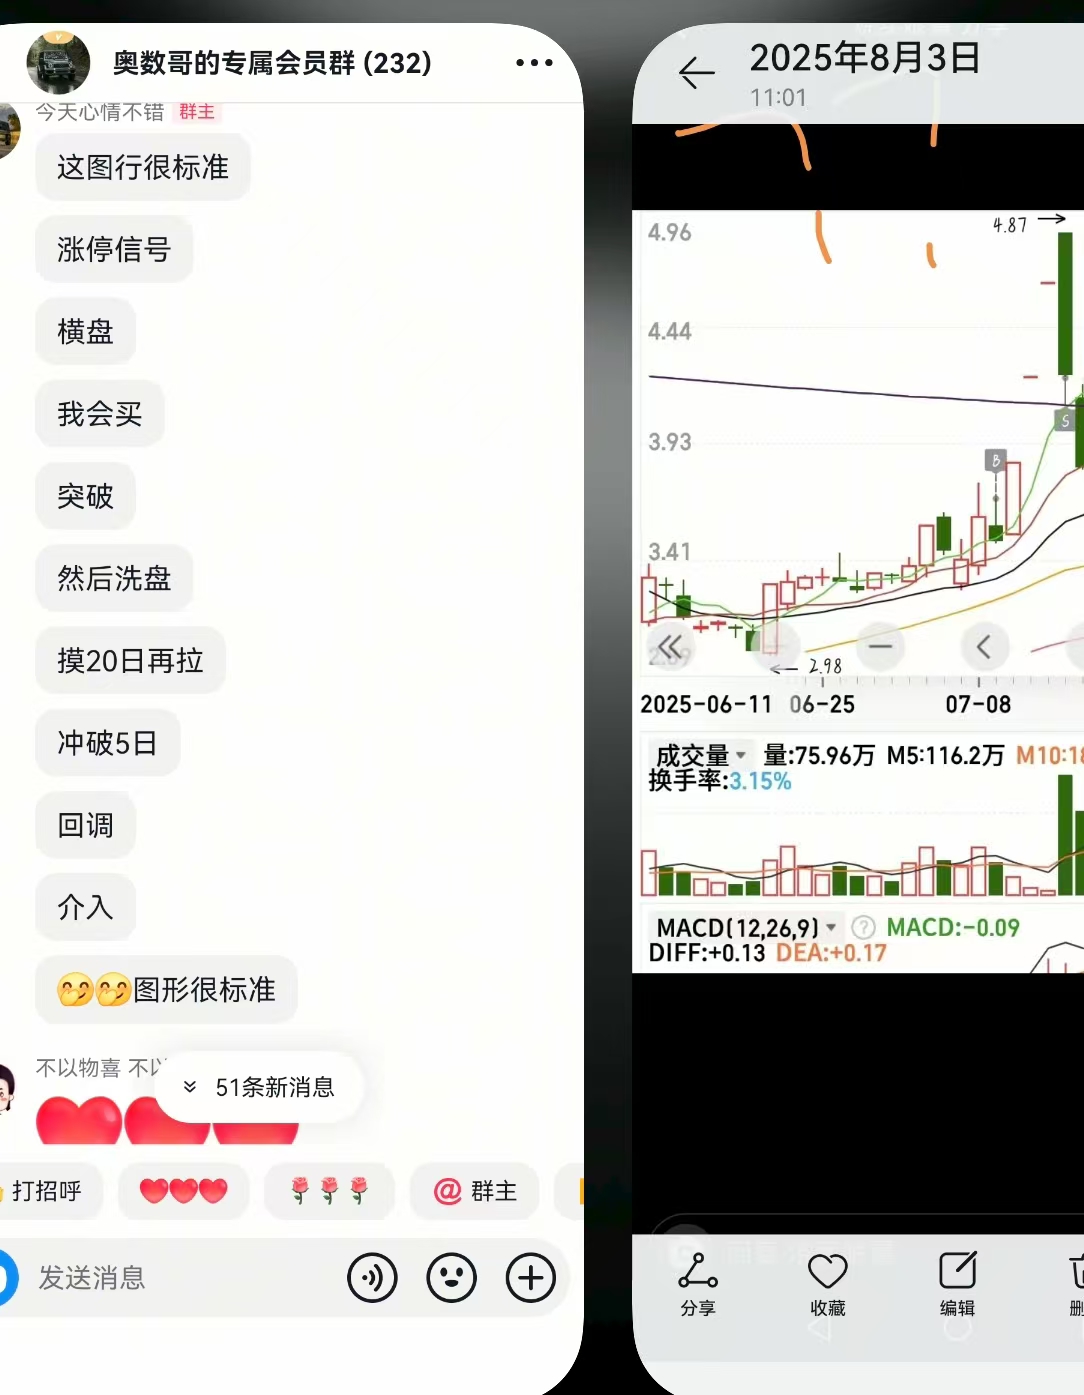 奥数哥的专属会员群 (232)
今天心情不错 群主
这图行很标准
涨停信号
横盘
我会买
突破
然后洗盘
摸20日再拉
冲破5日
回调
介入
🤭🤭图形很标准
不以物喜 不以
51条新消息
打招呼
@ 群主
发送消息
2025年8月3日
11:01
4.96
4.87
4.44
3.93
B
S
3.41
2.98
2025-06-11 06-25 07-08
成交量 量:75.96万 M5:116.2万 M10:18
换手率:3.15%
MACD(12,26,9) ? MACD:-0.09
DIFF:+0.13 DEA:+0.17
分享 收藏 编辑 删